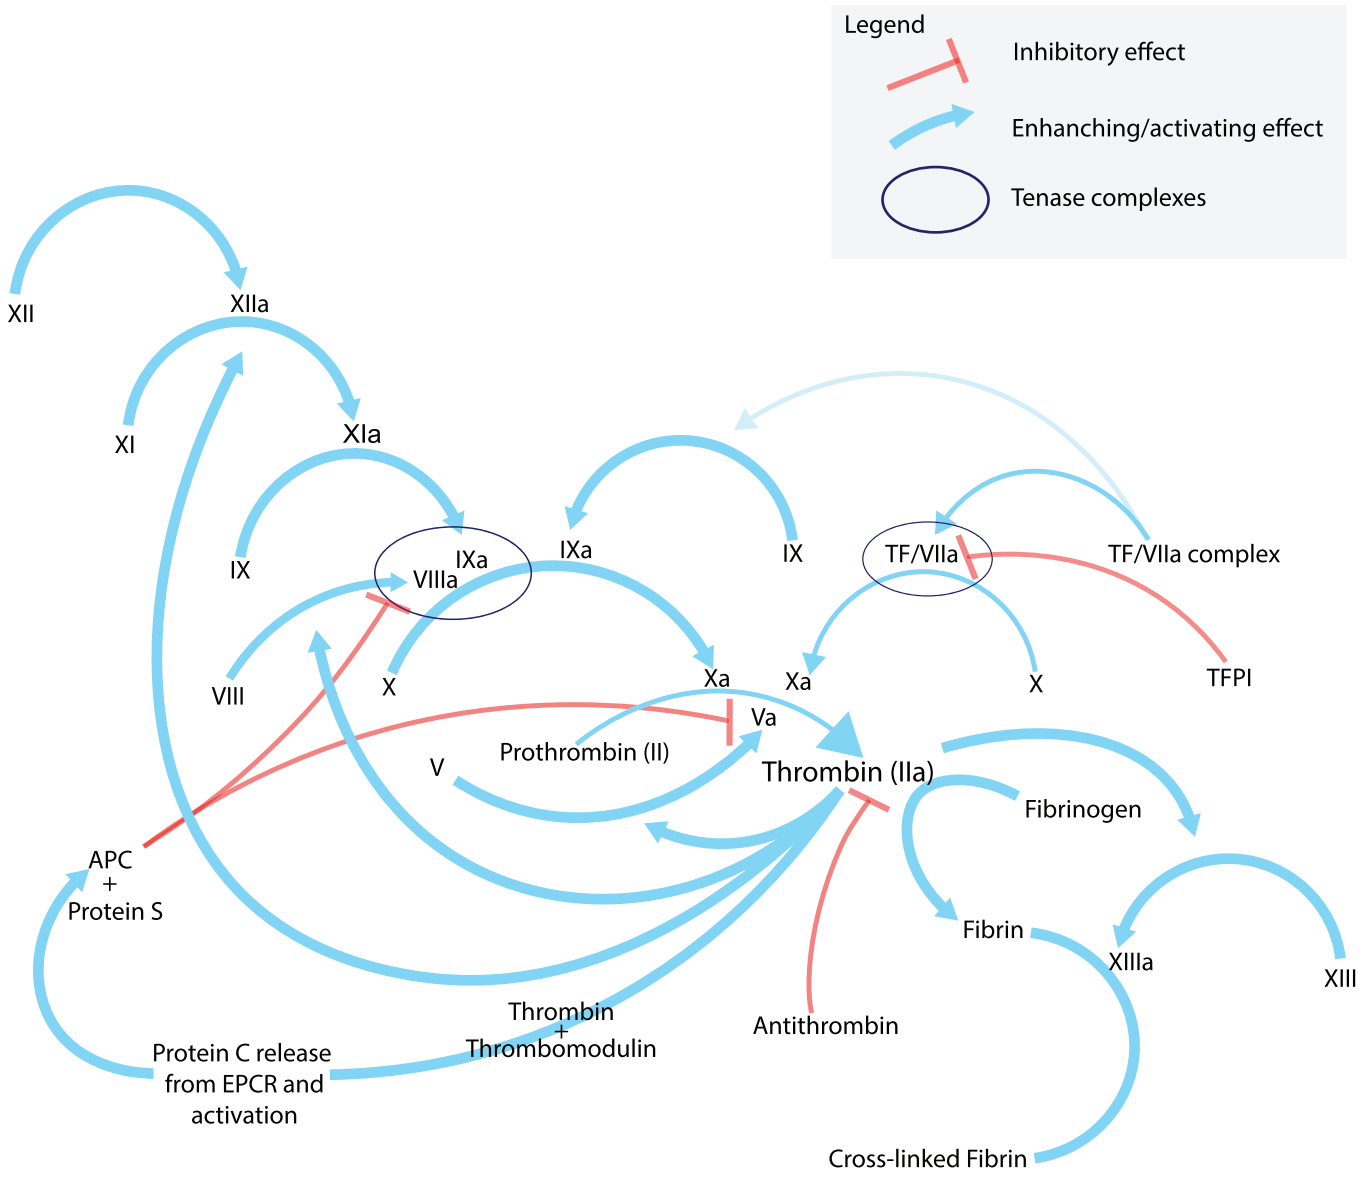 Legend
Inhibitory effect
Enhanching/activating effect
Tenase complexes
XII
XIIa
XI
XIa
IX
IXa
VIIIa
IXa
IX
TF/VIIa
TF/VIIa complex
VIII
X
Xa
Xa
X
TFPI
Va
Prothrombin (II)
V
Thrombin (IIa)
Fibrinogen
APC
+
Protein S
Fibrin
XIIIa
XIII
Thrombin
+
Thrombomodulin
Antithrombin
Protein C release
from EPCR and
activation
Cross-linked Fibrin